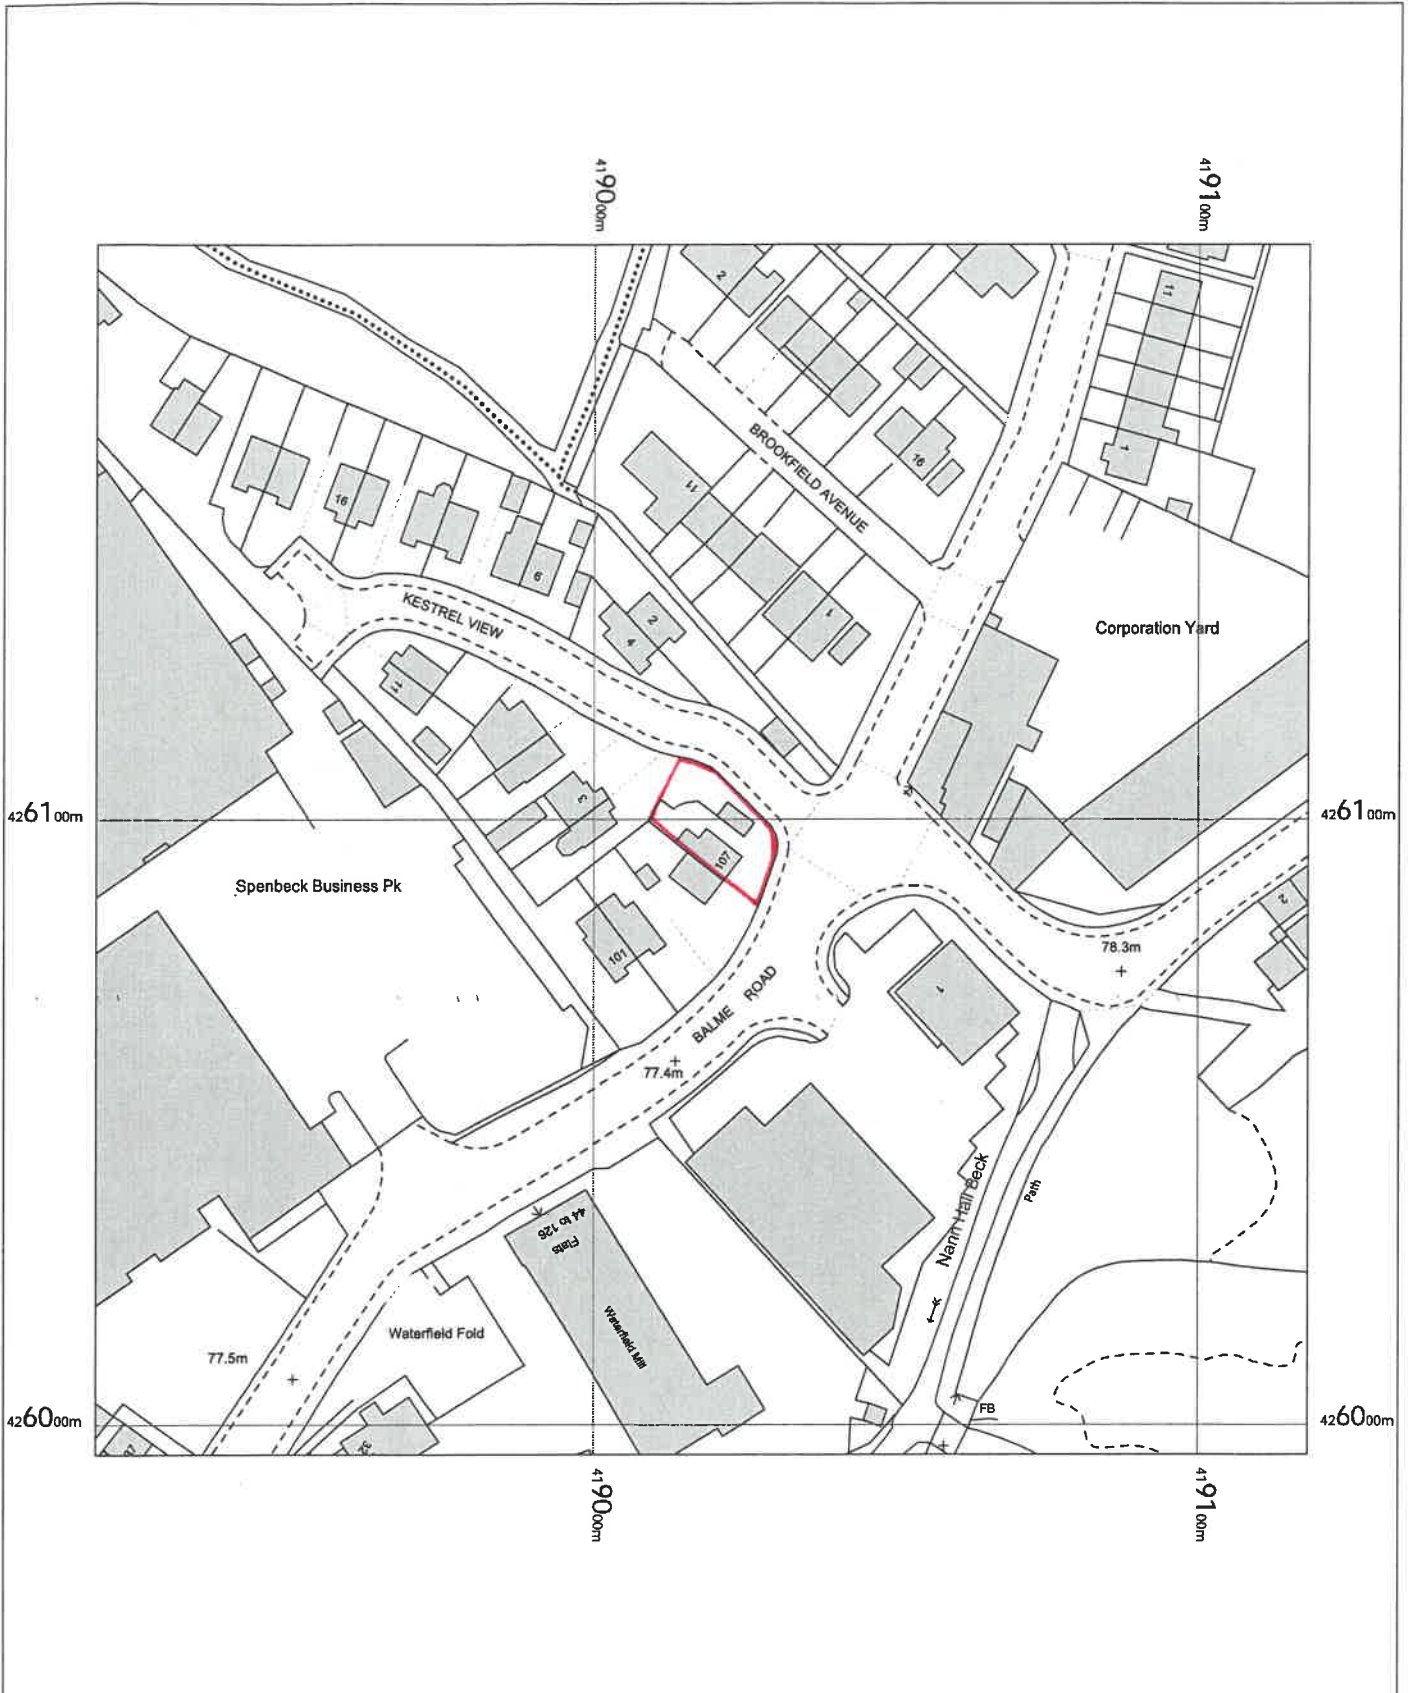 4190 00m
4191 00m
2
11
BROOKFIELD AVENUE
16
1
11
16
6
KESTREL VIEW
2
4
1
Corporation Yard
11
3
4261 00m
4261 00m
107
Spenbeck Business Pk
2
101
78.3m
1
BALME ROAD
77.4m
Nann Hall Beck
Path
44 to 126
Flats
Waterfield Mill
Waterfield Fold
77.5m
FB
4260 00m
4260 00m
97
32
4190 00m
4191 00m